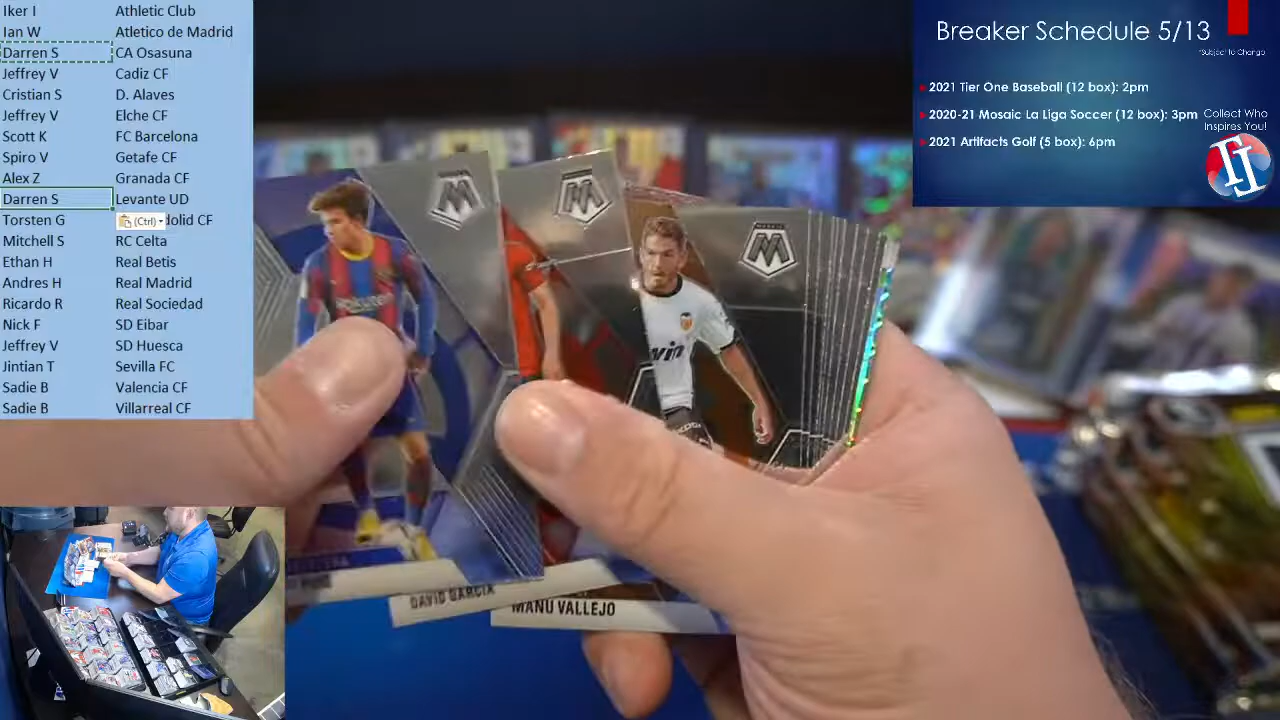 Iker I Athletic Club
Ian W Atletico de Madrid
Darren S CA Osasuna
Jeffrey V Cadiz CF
Cristian S D. Alaves
Jeffrey V Elche CF
Scott K FC Barcelona
Spiro V Getafe CF
Alex Z Granada CF
Darren S Levante UD
Torsten G (Ctrl) olid CF
Mitchell S RC Celta
Ethan H Real Betis
Andres H Real Madrid
Ricardo R Real Sociedad
Nick F SD Eibar
Jeffrey V SD Huesca
Jintian T Sevilla FC
Sadie B Valencia CF
Sadie B Villarreal CF
Breaker Schedule 5/13
*Subject to Change
2021 Tier One Baseball (12 box): 2pm
2020-21 Mosaic La Liga Soccer (12 box): 3pm
2021 Artifacts Golf (5 box): 6pm
Collect Who
Inspires You!
DAVID GARCIA
MANU VALLEJO